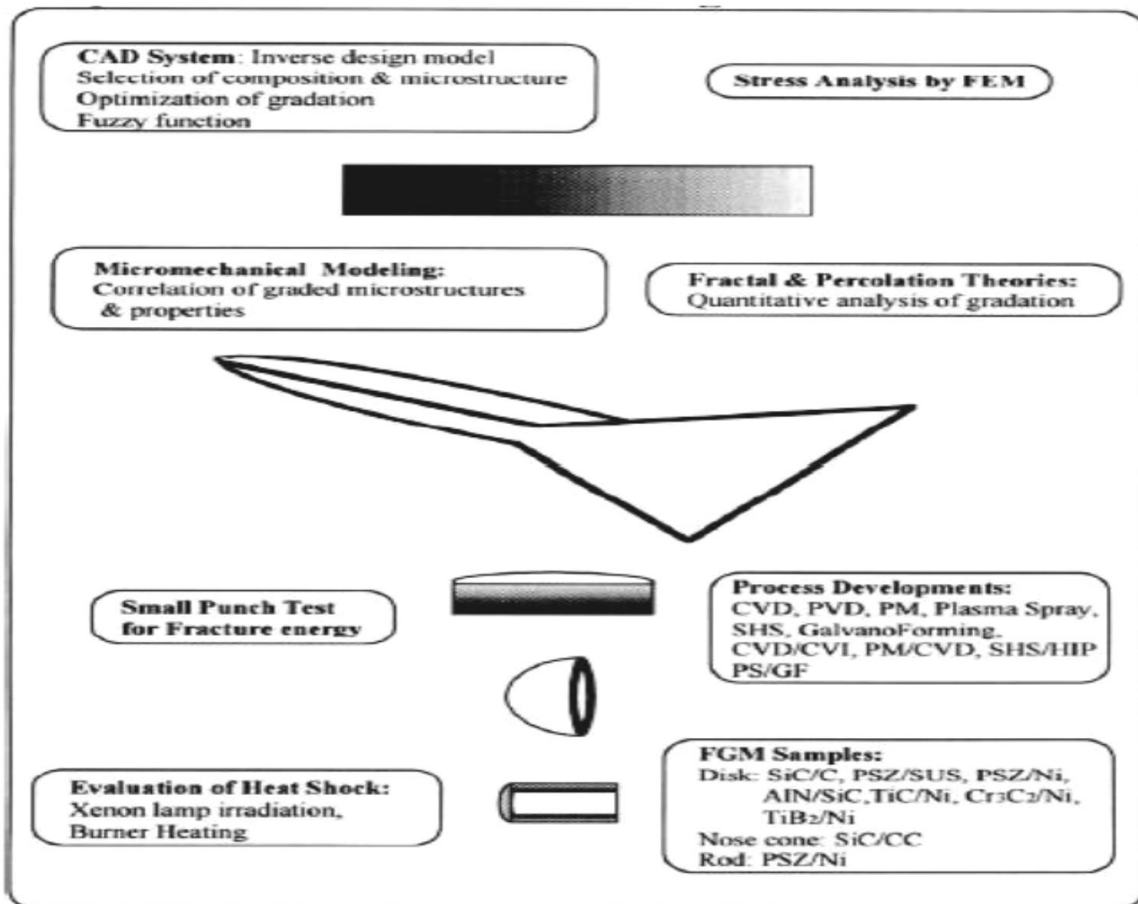 CAD System: Inverse design model
Selection of composition & microstructure
Optimization of gradation
Fuzzy function
Stress Analysis by FEM
Micromechanical Modeling:
Correlation of graded microstructures
& properties
Fractal & Percolation Theories:
Quantitative analysis of gradation
Small Punch Test
for Fracture energy
Process Developments:
CVD, PVD, PM, Plasma Spray,
SHS, GalvanoForming,
CVD/CVI, PM/CVD, SHS/HIP
PS/GF
Evaluation of Heat Shock:
Xenon lamp irradiation,
Burner Heating
FGM Samples:
Disk: SiC/C, PSZ/SUS, PSZ/Ni,
AlN/SiC,TiC/Ni, Cr3C2/Ni,
TiB2/Ni
Nose cone: SiC/CC
Rod: PSZ/Ni